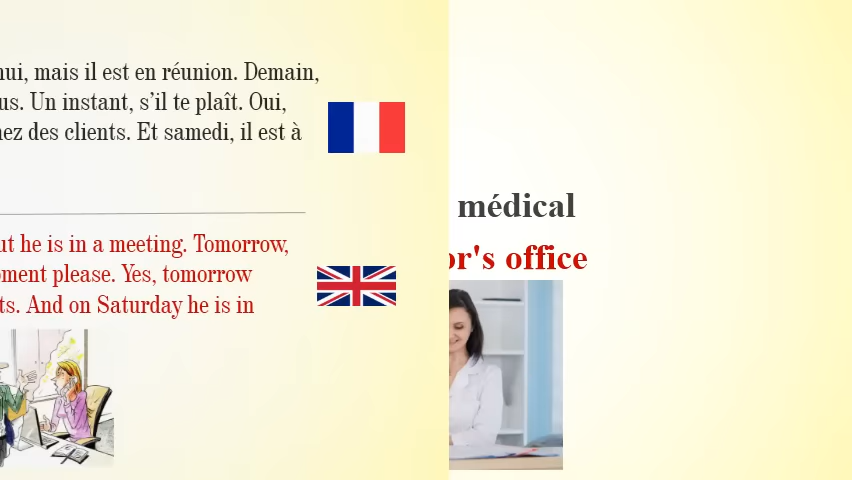 hui, mais il est en réunion. Demain,
us. Un instant, s’il te plaît. Oui,
nez des clients. Et samedi, il est à
ut he is in a meeting. Tomorrow,
oment please. Yes, tomorrow
ts. And on Saturday he is in
médical
or's office